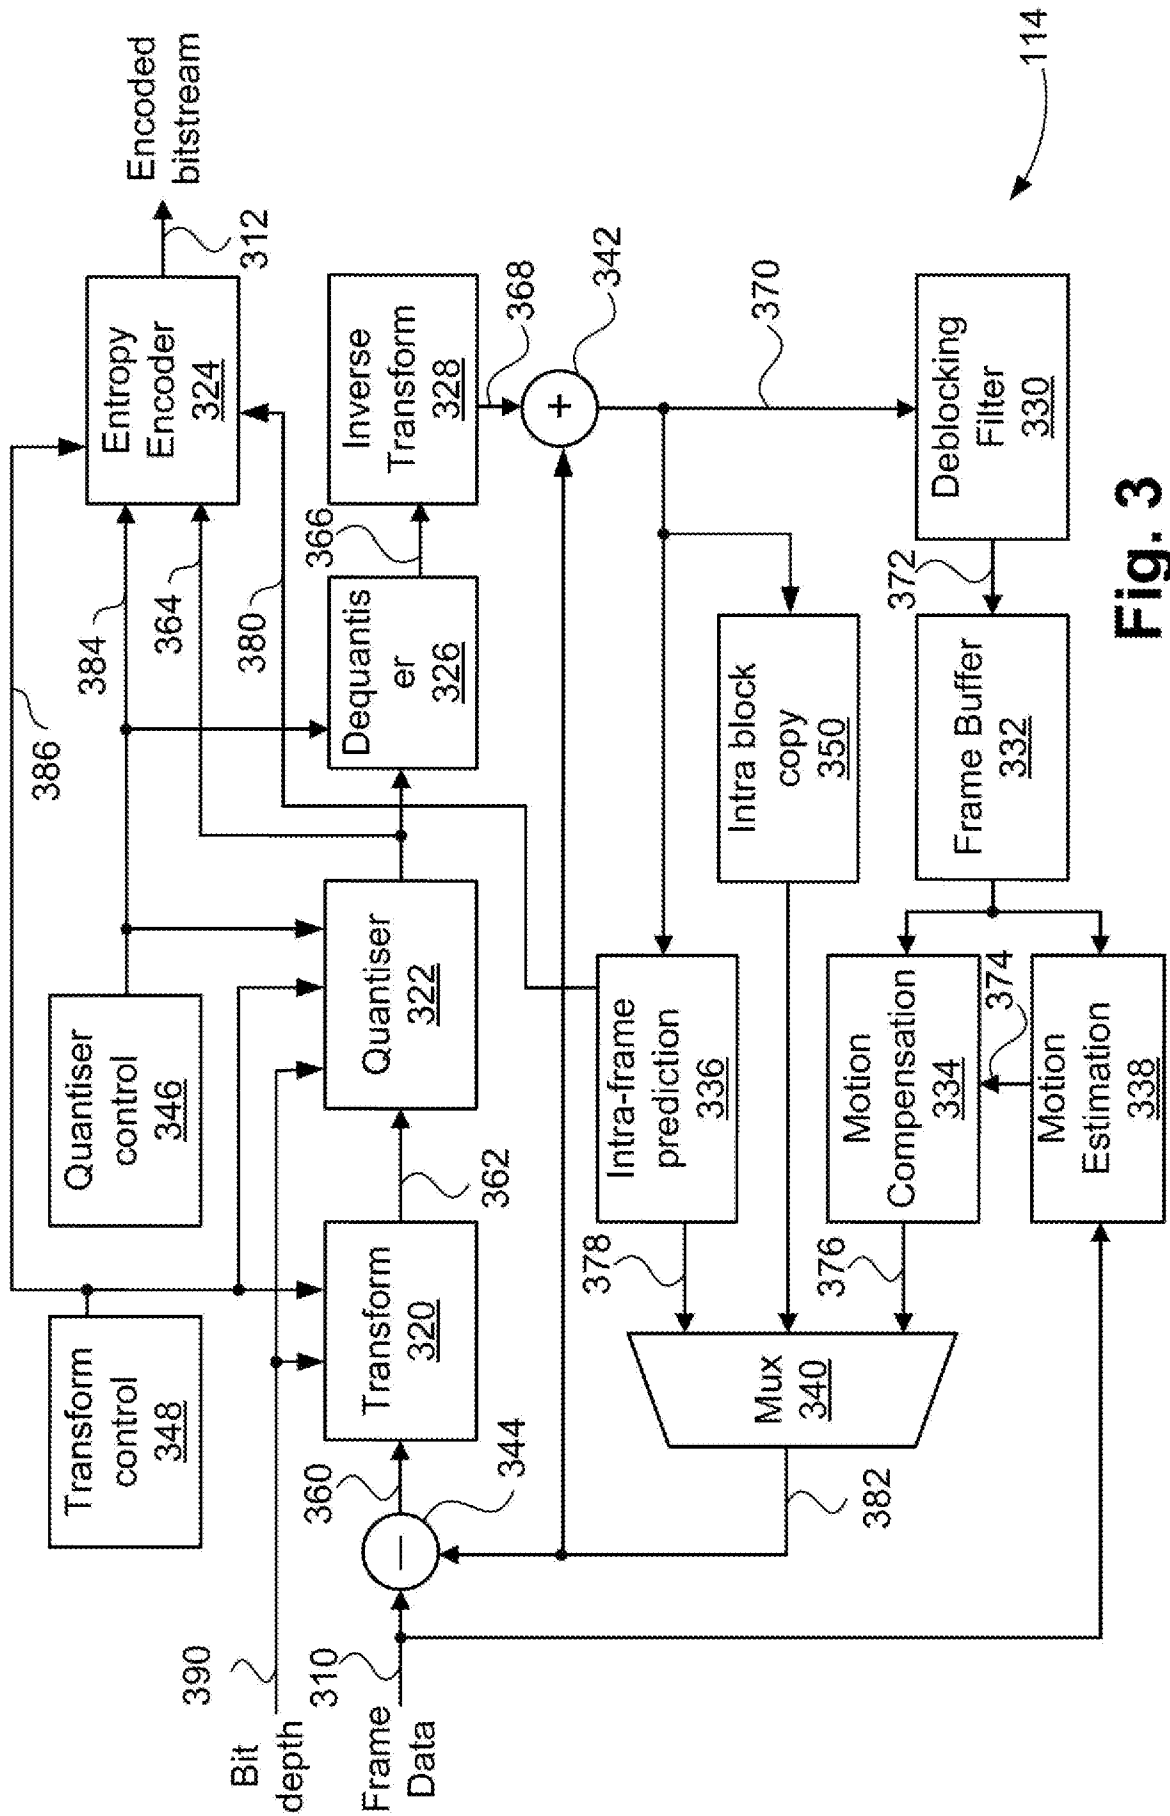 386
Transform
control
348
Quantiser
control
346
384
364
380
Entropy
Encoder
324
Encoded
bitstream
312
390
Bit
depth
310
Frame
Data
360
344
Transform
320
362
Quantiser
322
Dequantis
er
326
366
Inverse
Transform
328
368
342
370
378
Intra-frame
prediction
336
Intra block
copy
350
382
Mux
340
376
Motion
Compensation
334
374
Motion
Estimation
338
Frame Buffer
332
372
Deblocking
Filter
330
114
Fig. 3
−
+